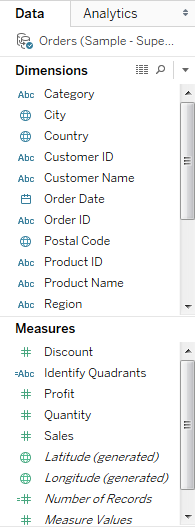 Data Analytics
Orders (Sample - Supe...
Dimensions
Abc Category
City
Country
Abc Customer ID
Abc Customer Name
Order Date
Abc Order ID
Postal Code
Abc Product ID
Abc Product Name
Abc Region
Measures
# Discount
=Abc Identify Quadrants
# Profit
# Quantity
# Sales
Latitude (generated)
Longitude (generated)
=# Number of Records
# Measure Values